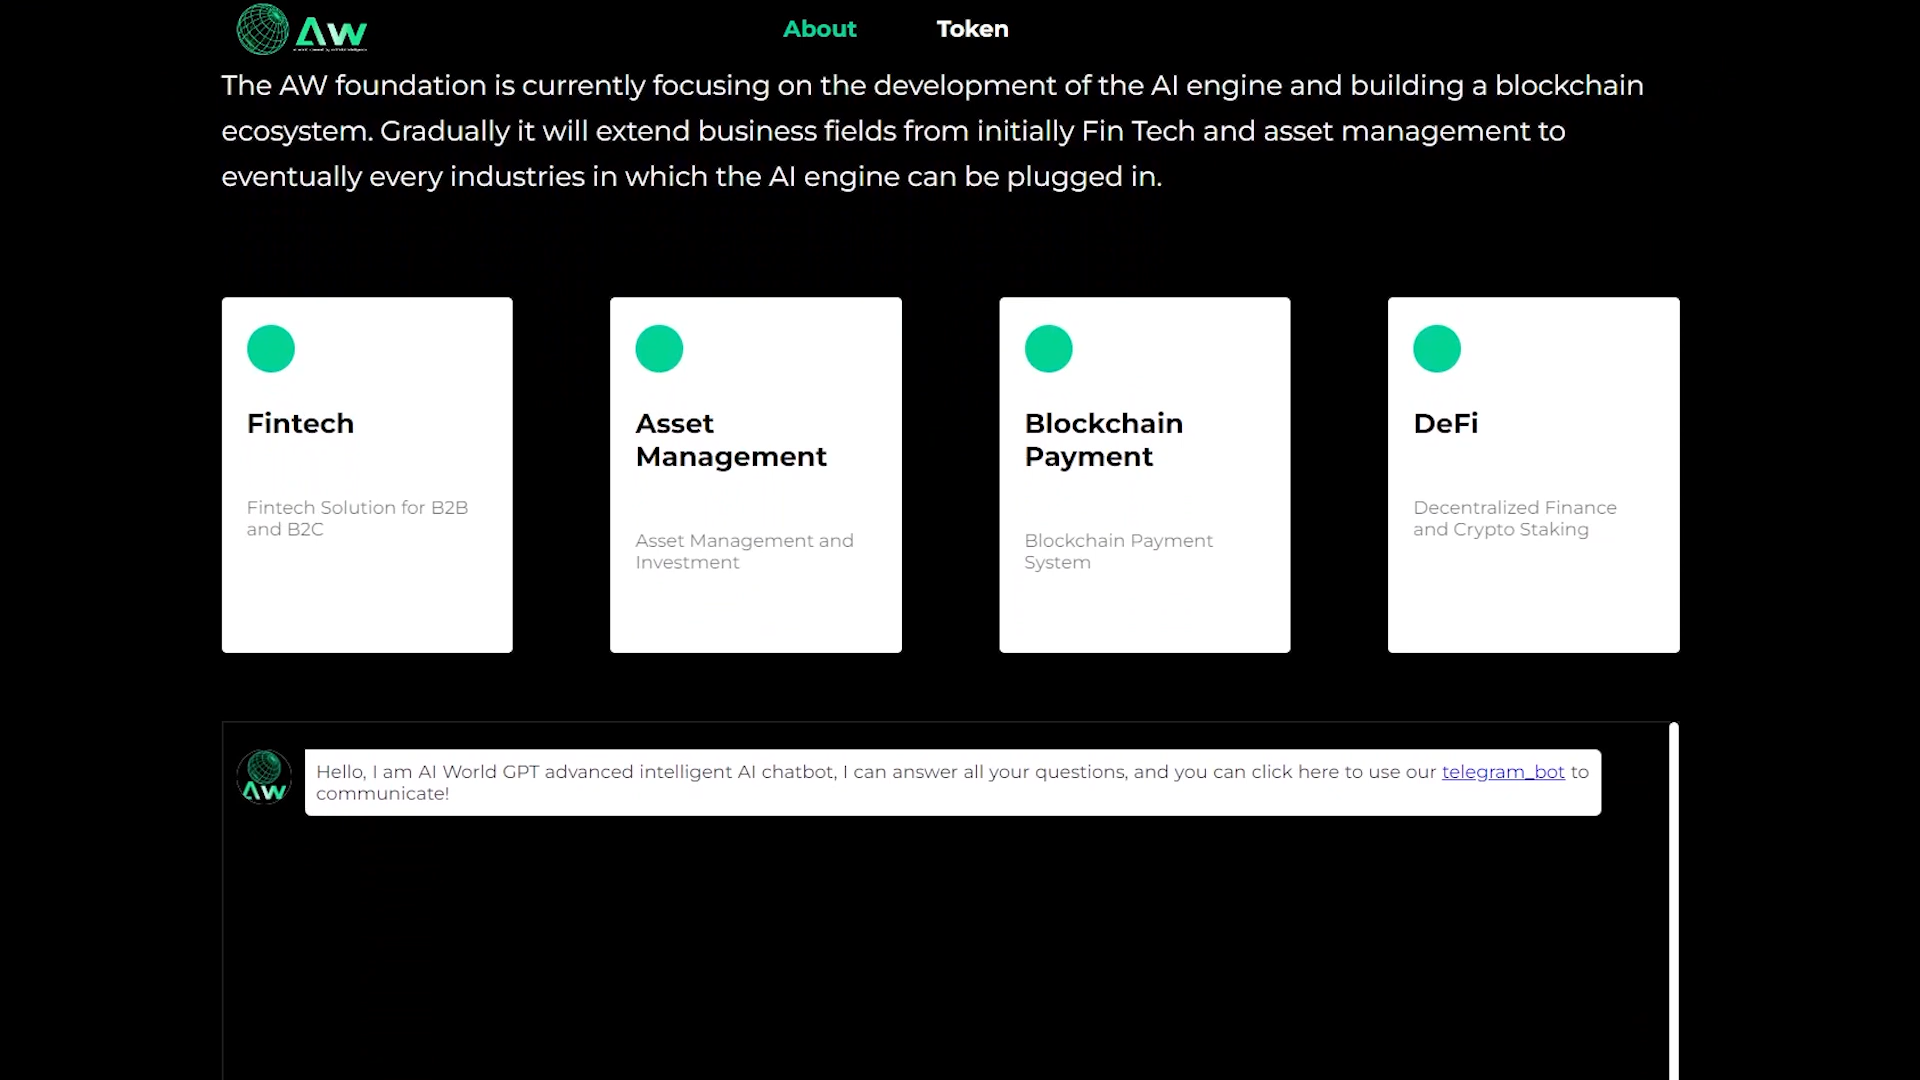 AW
About
Token
The AW foundation is currently focusing on the development of the AI engine and building a blockchain
ecosystem. Gradually it will extend business fields from initially Fin Tech and asset management to
eventually every industries in which the AI engine can be plugged in.
Fintech
Fintech Solution for B2B
and B2C
Asset
Management
Asset Management and
Investment
Blockchain
Payment
Blockchain Payment
System
DeFi
Decentralized Finance
and Crypto Staking
AW
Hello, I am AI World GPT advanced intelligent AI chatbot, I can answer all your questions, and you can click here to use our telegram_bot to
communicate!